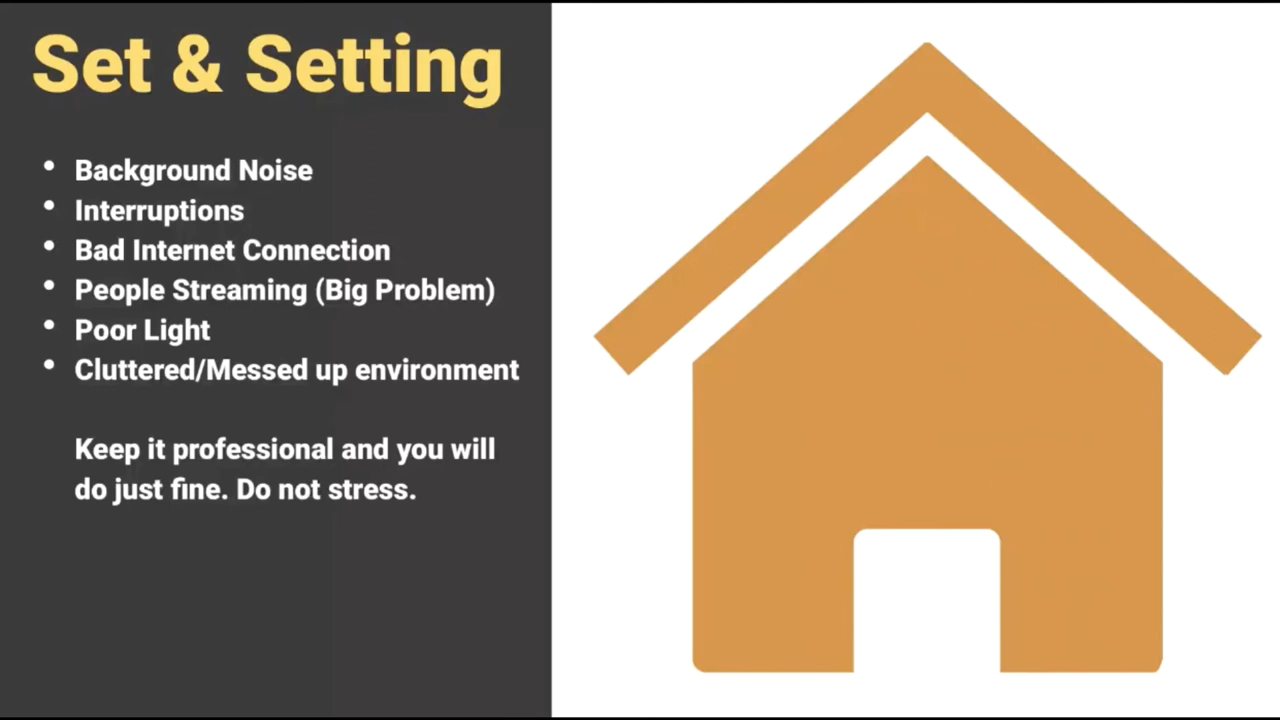 Set & Setting
• Background Noise
• Interruptions
• Bad Internet Connection
• People Streaming (Big Problem)
• Poor Light
• Cluttered/Messed up environment
Keep it professional and you will
do just fine. Do not stress.